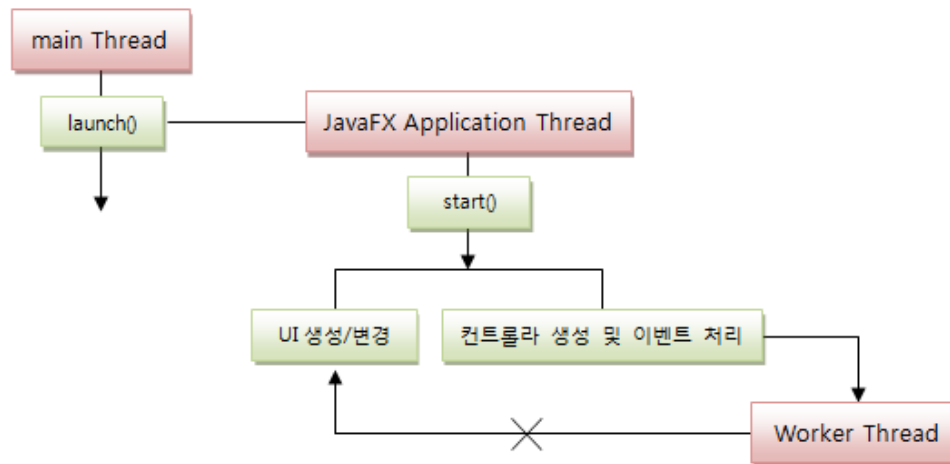 main Thread
launch()
JavaFX Application Thread
start()
UI 생성/변경
컨트롤라 생성 및 이벤트 처리
Worker Thread